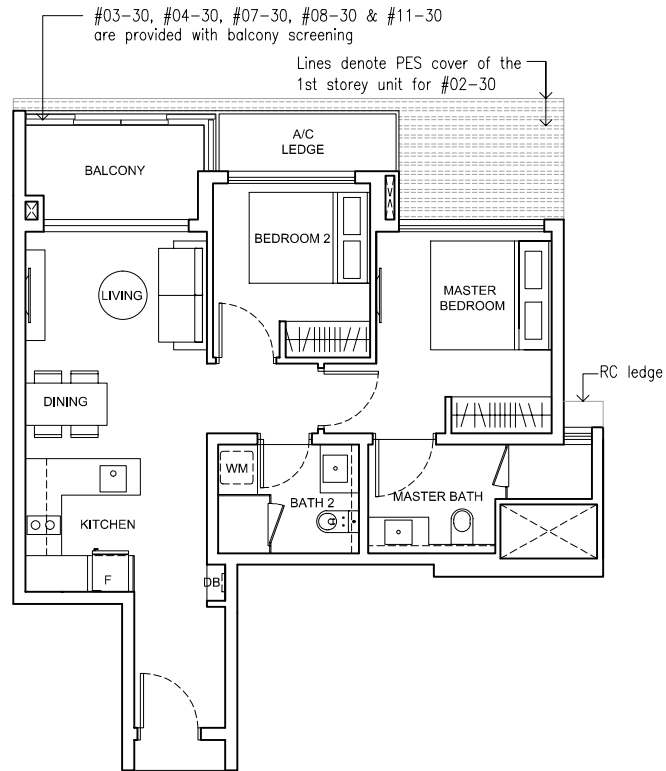 #03-30, #04-30, #07-30, #08-30 & #11-30
are provided with balcony screening
Lines denote PES cover of the
1st storey unit for #02-30
A/C
LEDGE
BALCONY
BEDROOM 2
LIVING
MASTER
BEDROOM
RC ledge
DINING
WM
BATH 2
MASTER BATH
KITCHEN
F
DB